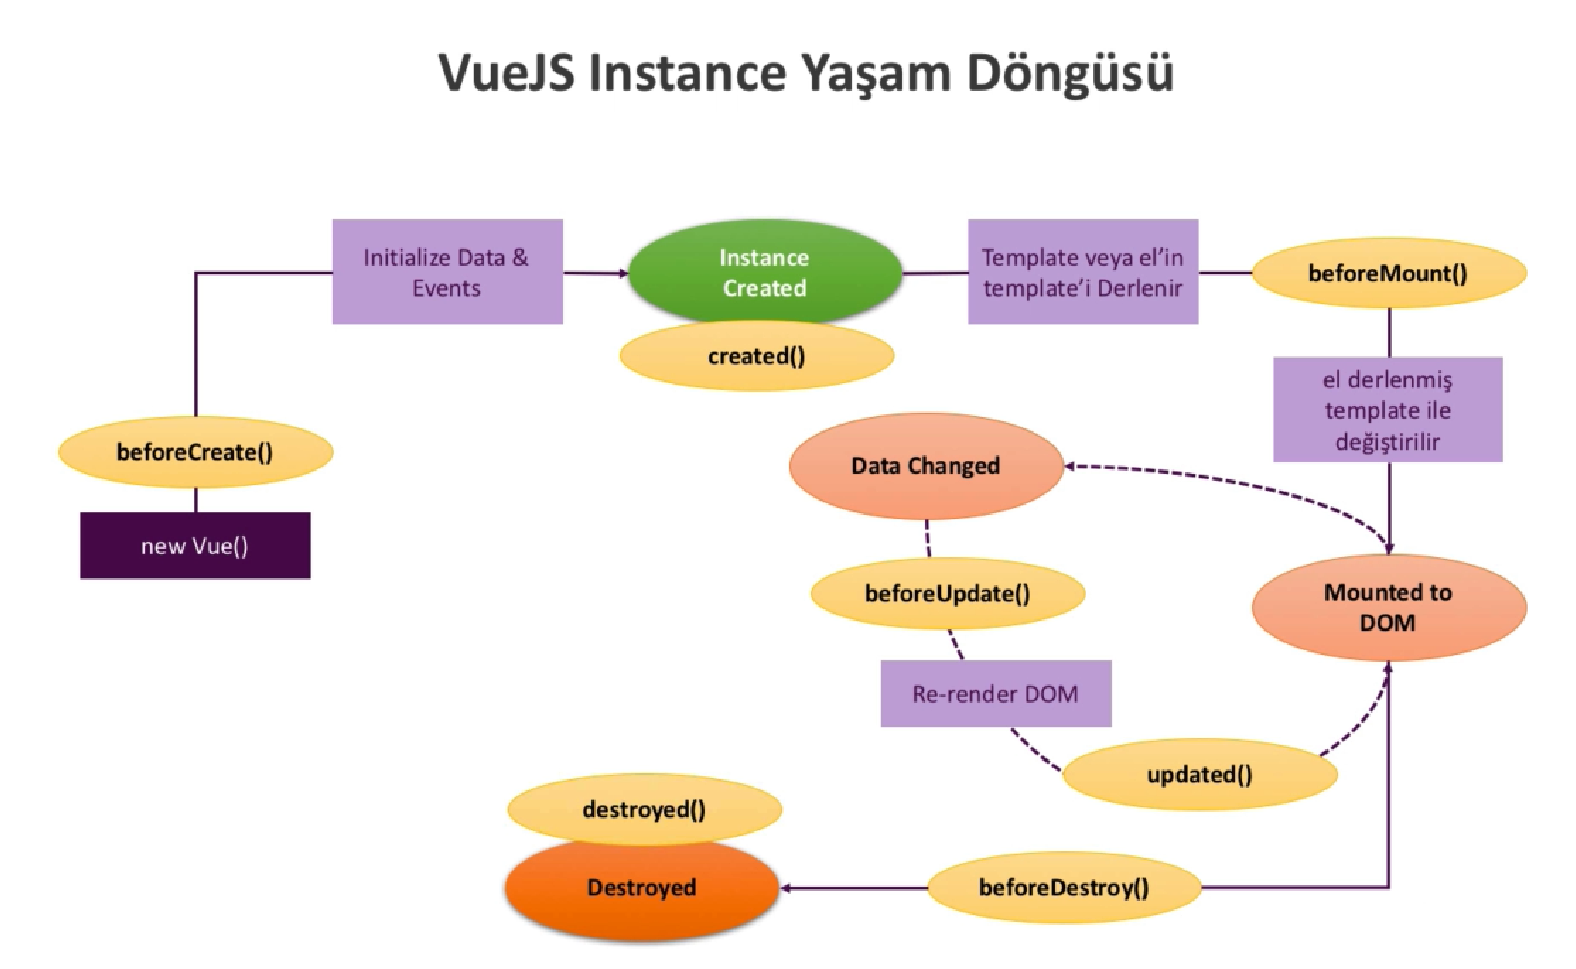 VueJS Instance Yaşam Döngüsü
Initialize Data &
Events
Instance
Created
created()
Template veya el’in
template’i Derlenir
beforeMount()
el derlenmiş
template ile
değiştirilir
beforeCreate()
new Vue()
Data Changed
beforeUpdate()
Mounted to
DOM
Re-render DOM
updated()
destroyed()
Destroyed
beforeDestroy()